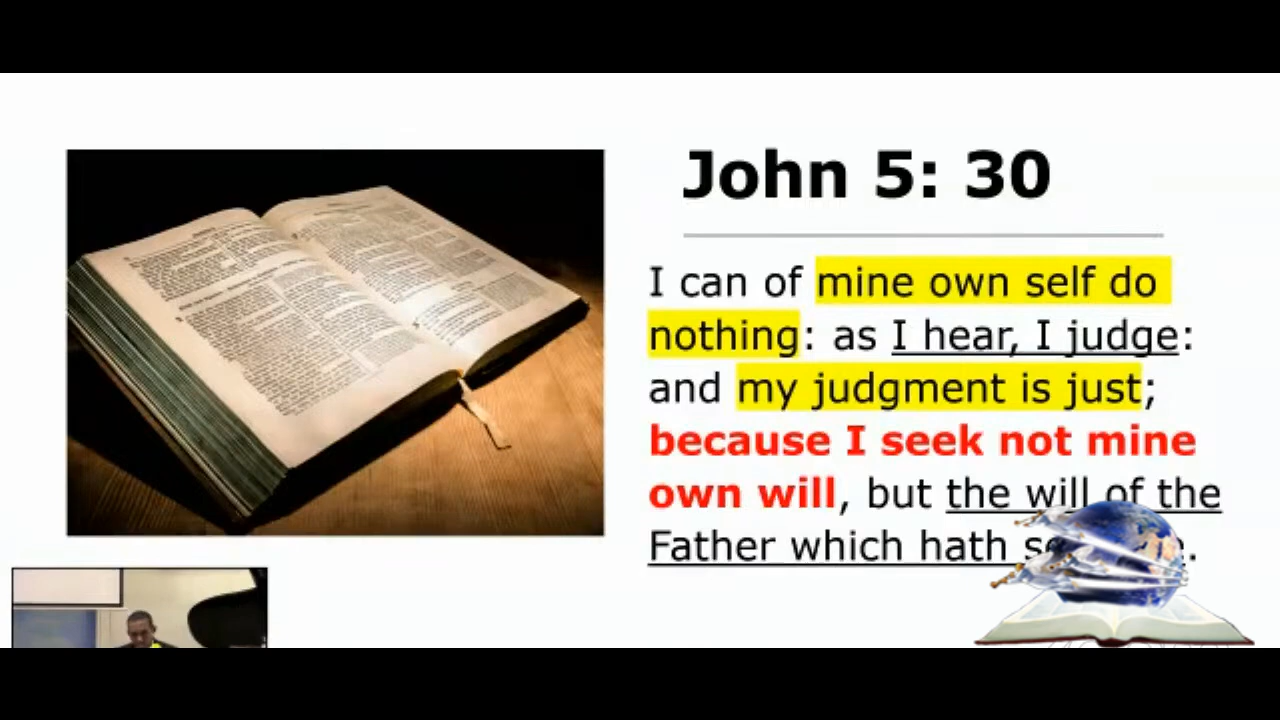 John 5: 30
I can of mine own self do
nothing: as I hear, I judge:
and my judgment is just;
because I seek not mine
own will, but the will of the
Father which hath